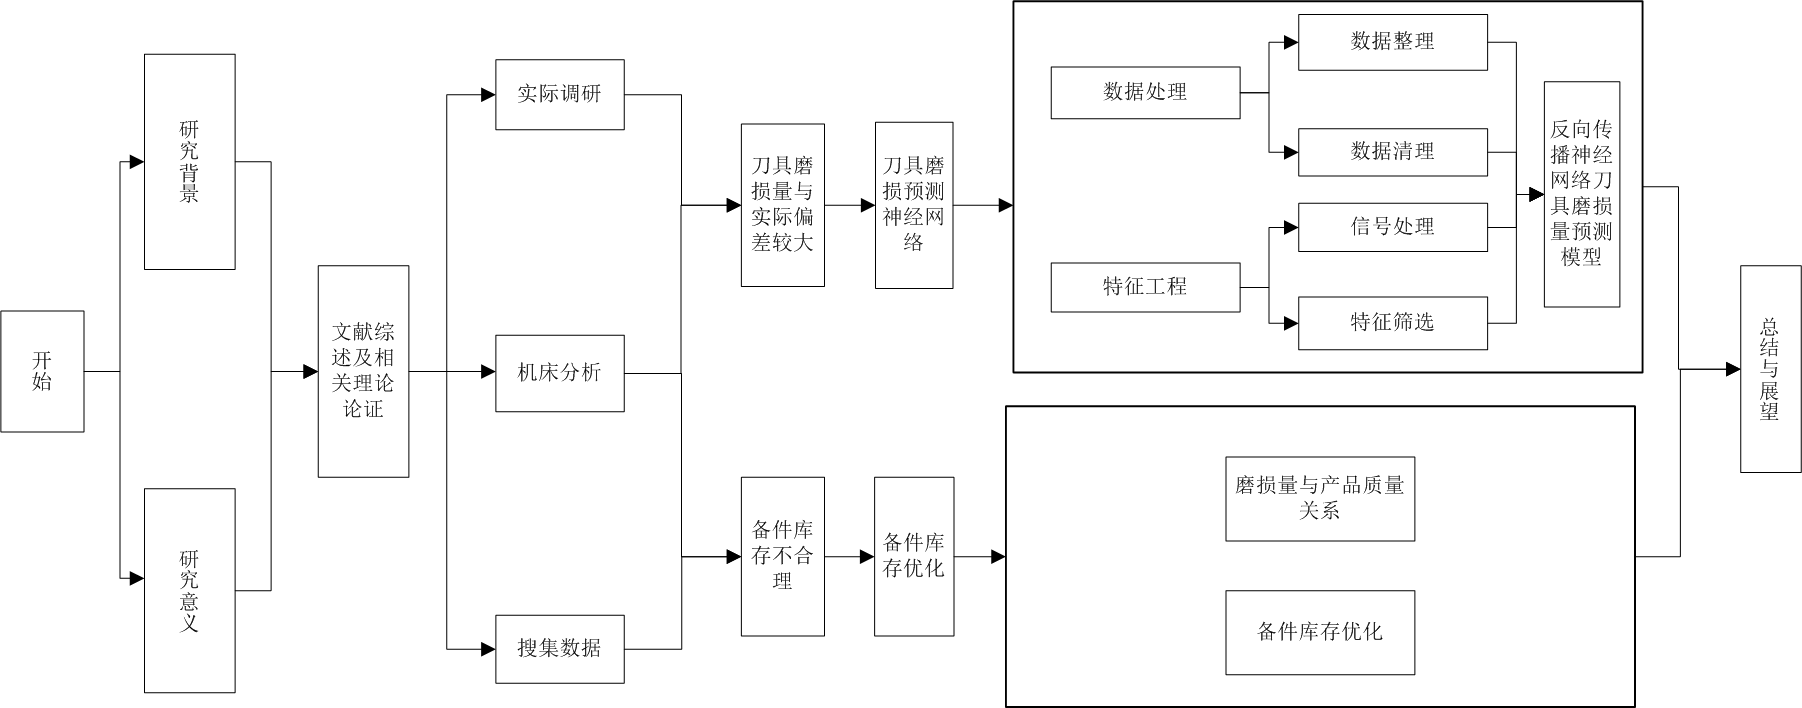 开
始
研
究
背
景
研
究
意
义
文献综
述及相
关理论
论证
实际调研
机床分析
搜集数据
刀具磨
损量与
实际偏
差较大
刀具磨
损预测
神经网
络
备件库
存不合
理
备件库
存优化
数据处理
数据整理
数据清理
特征工程
信号处理
特征筛选
反向传
播神经
网络刀
具磨损
量预测
模型
磨损量与产品质量
关系
备件库存优化
总
结
与
展
望